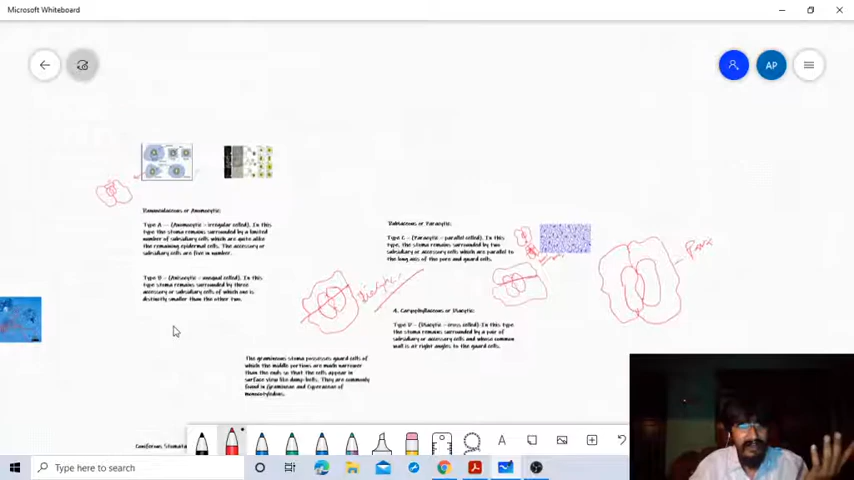 Microsoft Whiteboard
AP
Ranunculaceous or Anomocytic:
Type A -- (Anomocytic - irregular celled). In this
type the stoma remains surrounded by a limited
number of subsidiary cells which are quite alike
the remaining epidermal cells. The accessory or
subsidiary cells are five in number.
Type B - (Anisocytic - unequal celled). In this
type stoma remains surrounded by three
accessory or subsidiary cells of which one is
distinctly smaller than the other two.
Rubiaceous or Paracytic:
Type C - (Paracytic - parallel celled). In this
type, the stoma remains surrounded by two
subsidiary or accessory cells which are parallel to
the long axis of the pore and guard cells.
Diacytic
Para
4. Caryophyllaceous or Diacytic:
Type D - (Diacytic - cross celled). In this type
the stoma remains surrounded by a pair of
subsidiary or accessory cells and whose common
wall is at right angles to the guard cells.
The gramineous stoma possesses guard cells of
which the middle portions are much narrower
than the ends so that the cells appear in
surface view like dumb-bells. They are commonly
found in Gramineae and Cyperaceae of
monocotyledons.
Coniferous Stomata
Type here to search